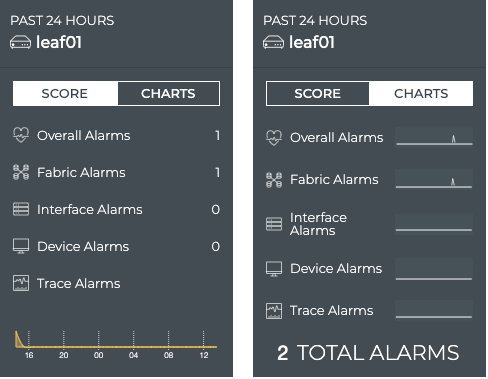 PAST 24 HOURS
leaf01
SCORE CHARTS
Overall Alarms 1
Fabric Alarms 1
Interface Alarms 0
Device Alarms 0
Trace Alarms
16 20 00 04 08 12
PAST 24 HOURS
leaf01
SCORE CHARTS
Overall Alarms
Fabric Alarms
Interface
Alarms
Device Alarms
Trace Alarms
2 TOTAL ALARMS